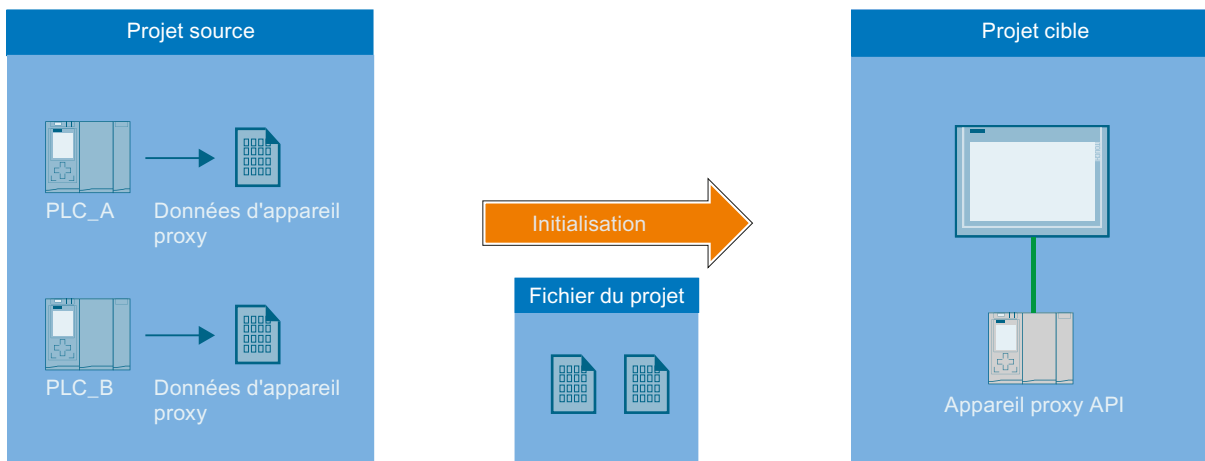 Projet source
PLC_A
Données d'appareil
proxy
PLC_B
Données d'appareil
proxy
Initialisation
Fichier du projet
Projet cible
Appareil proxy API